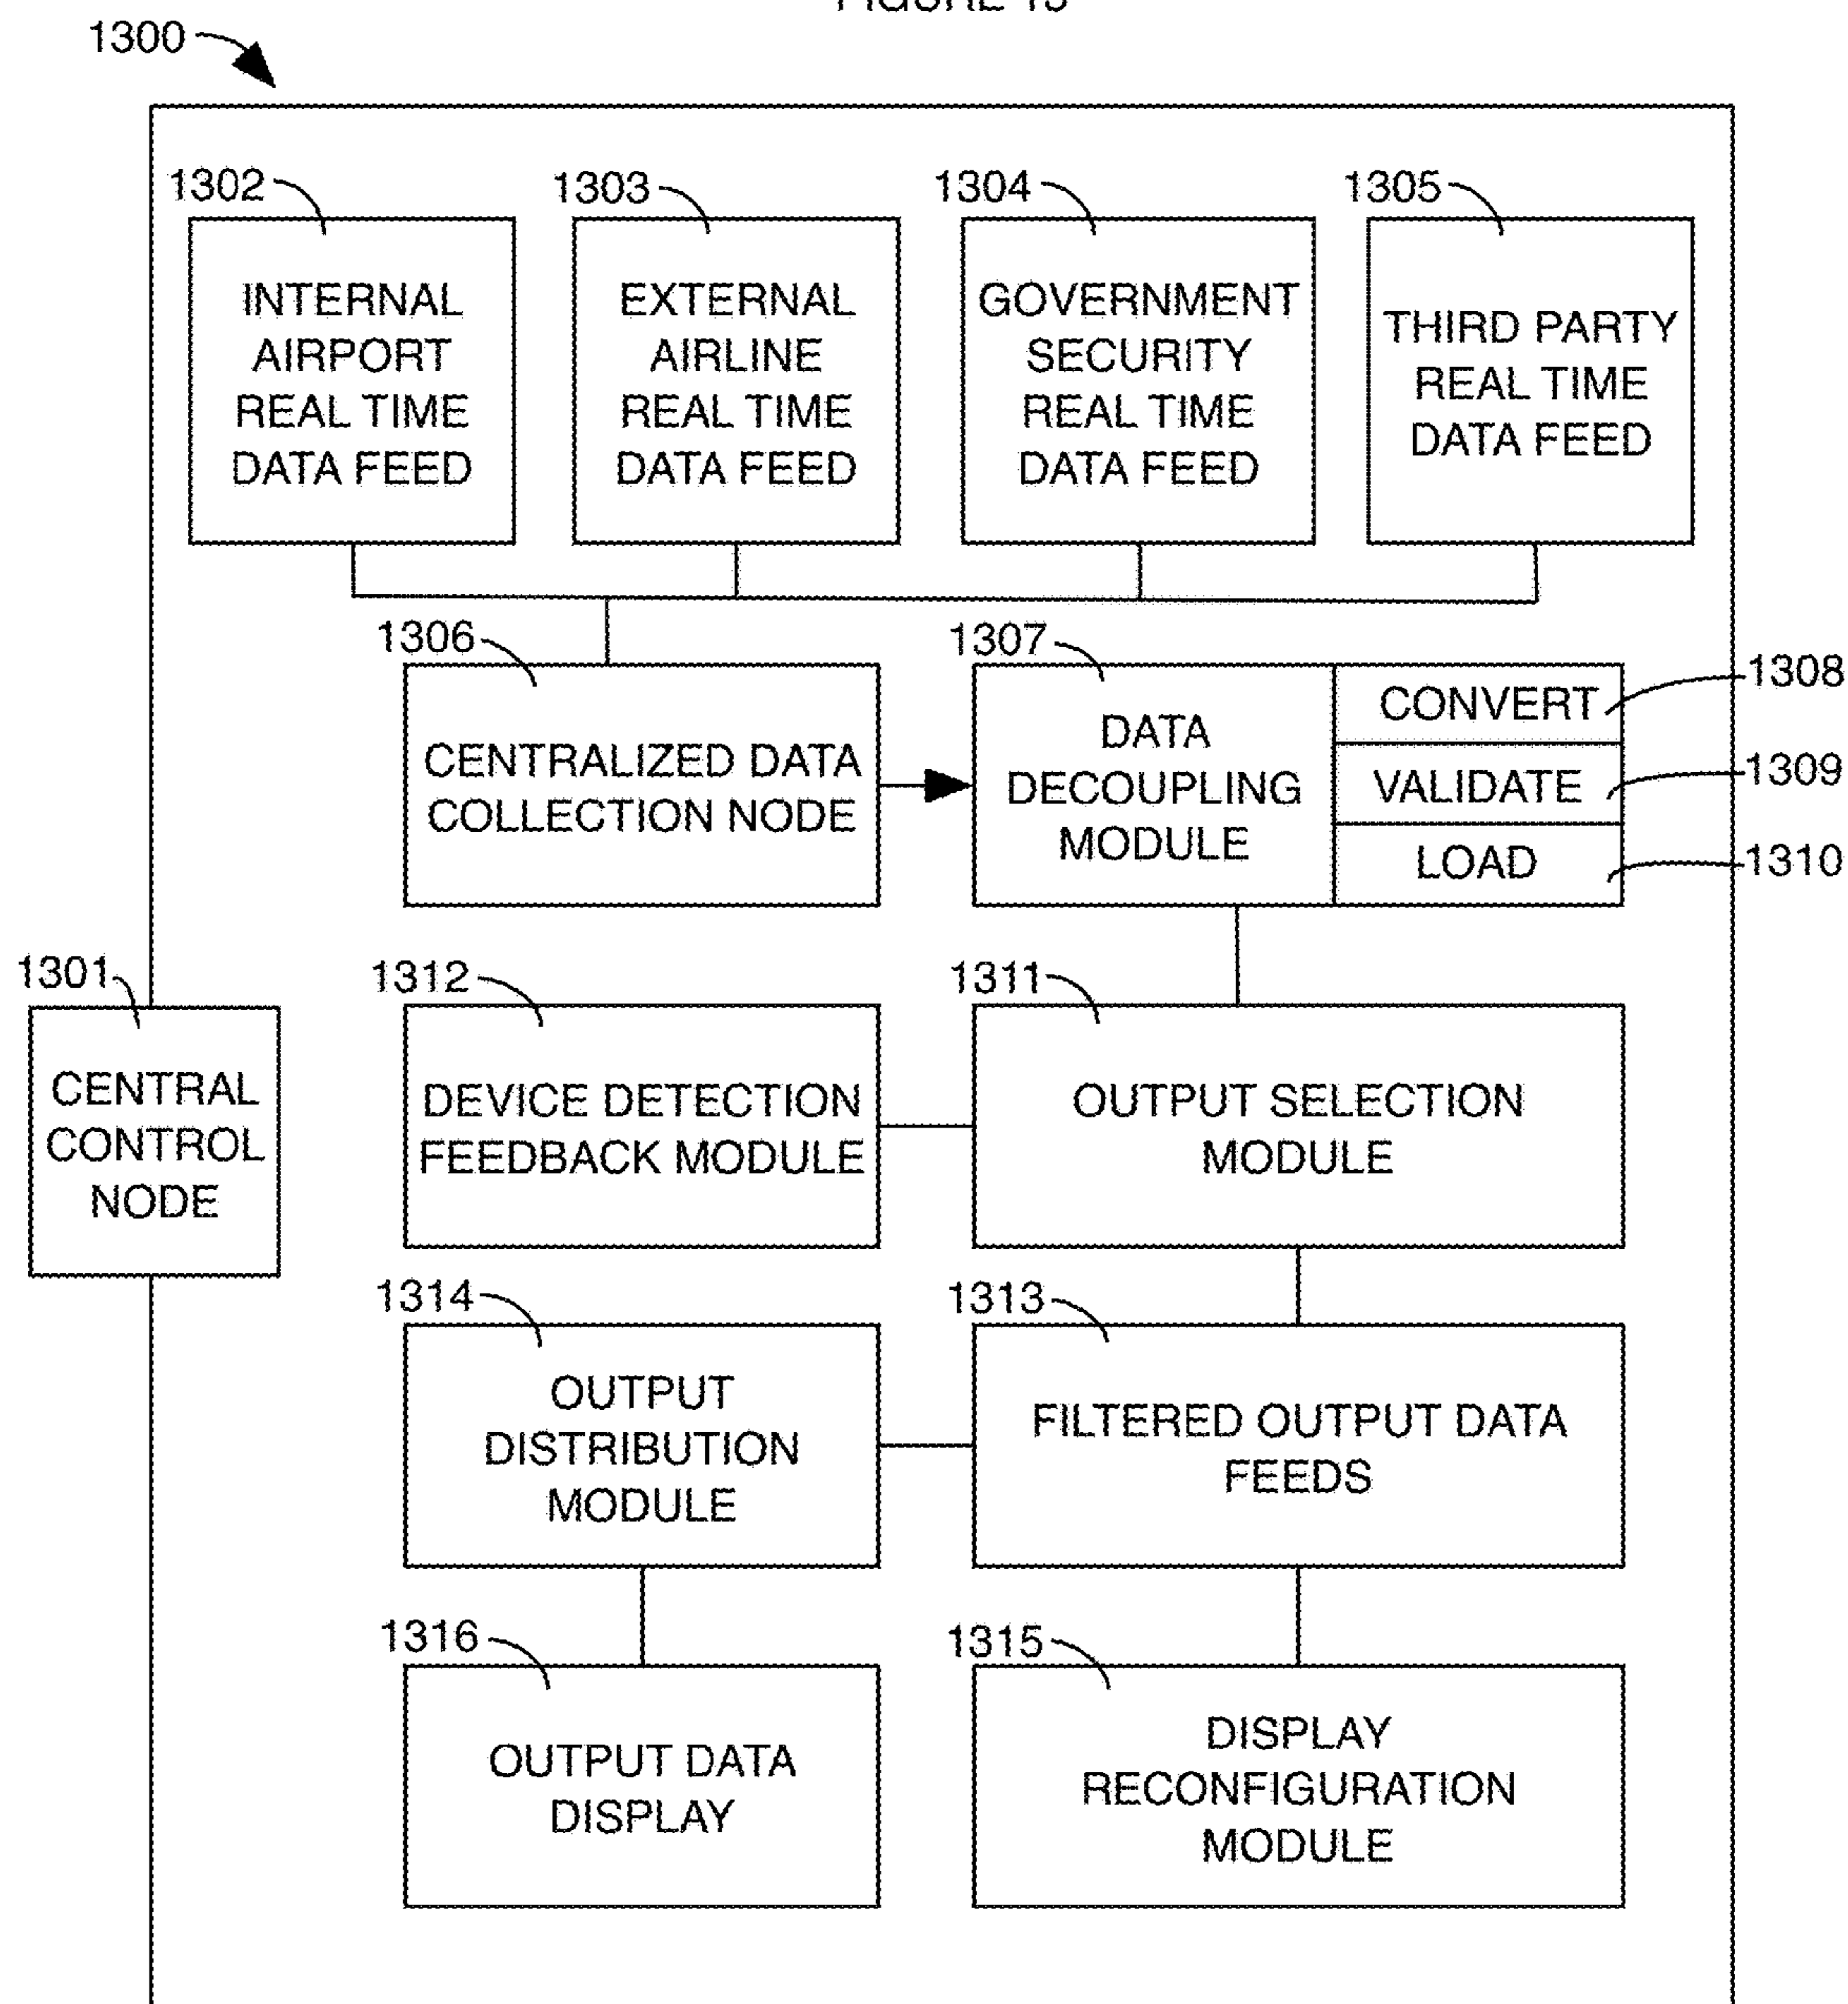 1300
1302
1303
1304
1305
INTERNAL
AIRPORT
REAL TIME
DATA FEED
EXTERNAL
AIRLINE
REAL TIME
DATA FEED
GOVERNMENT
SECURITY
REAL TIME
DATA FEED
THIRD PARTY
REAL TIME
DATA FEED
1306
CENTRALIZED DATA
COLLECTION NODE
1307
DATA
DECOUPLING
MODULE
CONVERT
1308
VALIDATE
1309
LOAD
1310
1301
CENTRAL
CONTROL
NODE
1312
DEVICE DETECTION
FEEDBACK MODULE
1311
OUTPUT SELECTION
MODULE
1314
OUTPUT
DISTRIBUTION
MODULE
1313
FILTERED OUTPUT DATA
FEEDS
1316
OUTPUT DATA
DISPLAY
1315
DISPLAY
RECONFIGURATION
MODULE